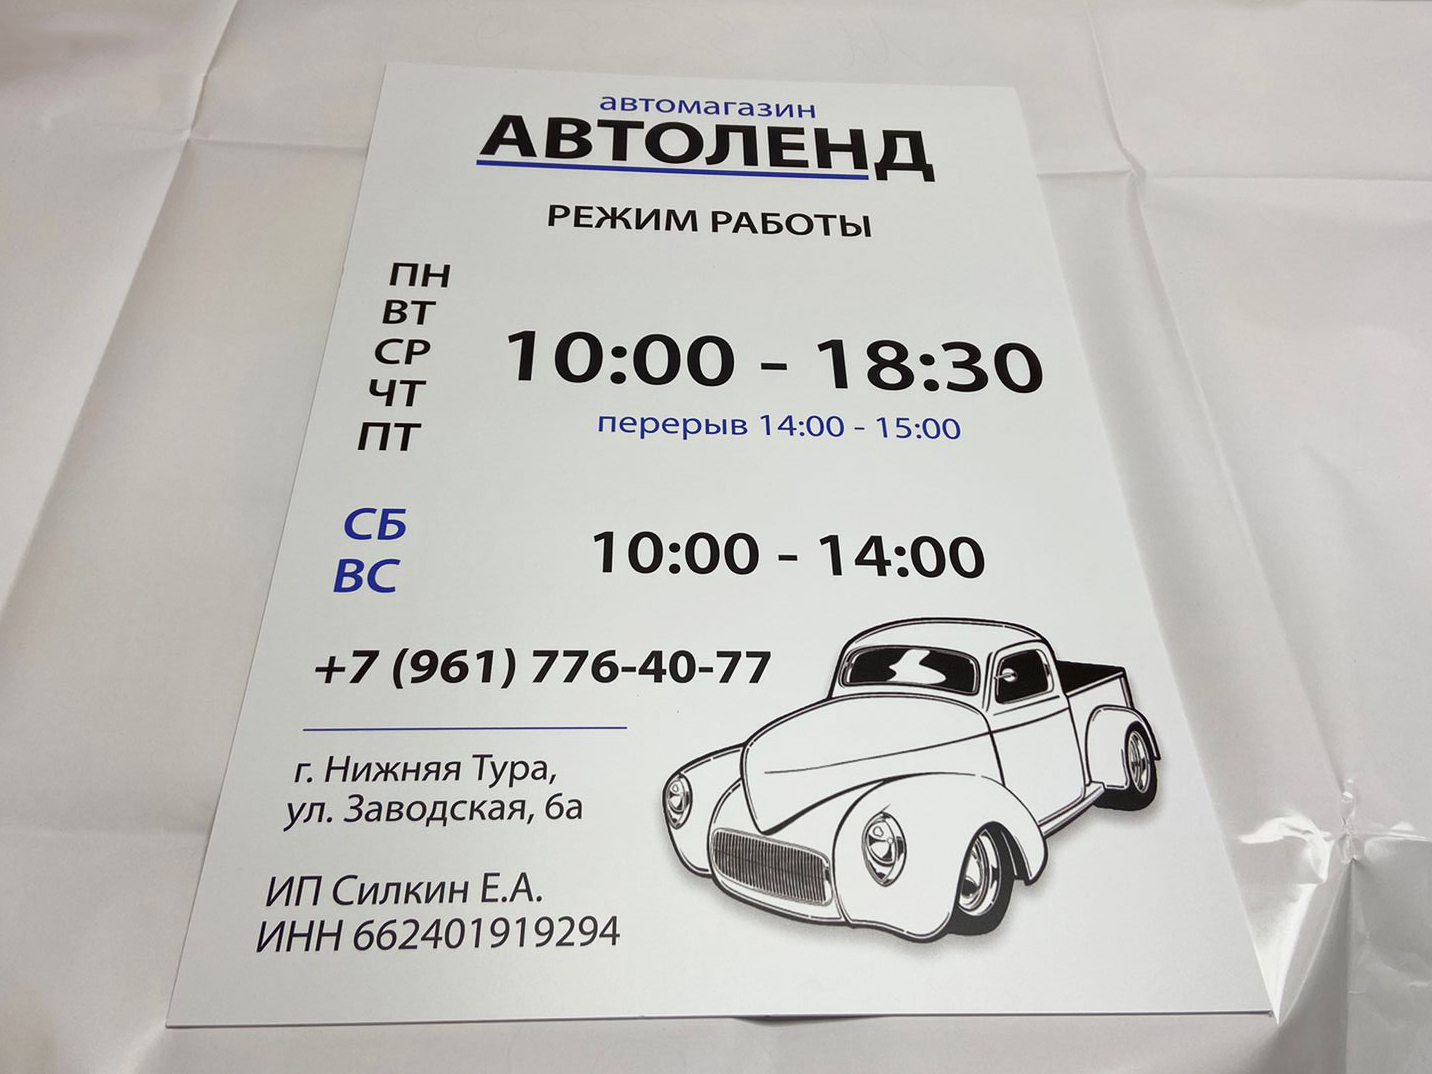 автомагазин
АВТОЛЕНД
РЕЖИМ РАБОТЫ
ПН
ВТ
СР
ЧТ
ПТ
10:00 - 18:30
перерыв 14:00 - 15:00
СБ
ВС
10:00 - 14:00
+7 (961) 776-40-77
г. Нижняя Тура,
ул. Заводская, 6а
ИП Силкин Е.А.
ИНН 662401919294